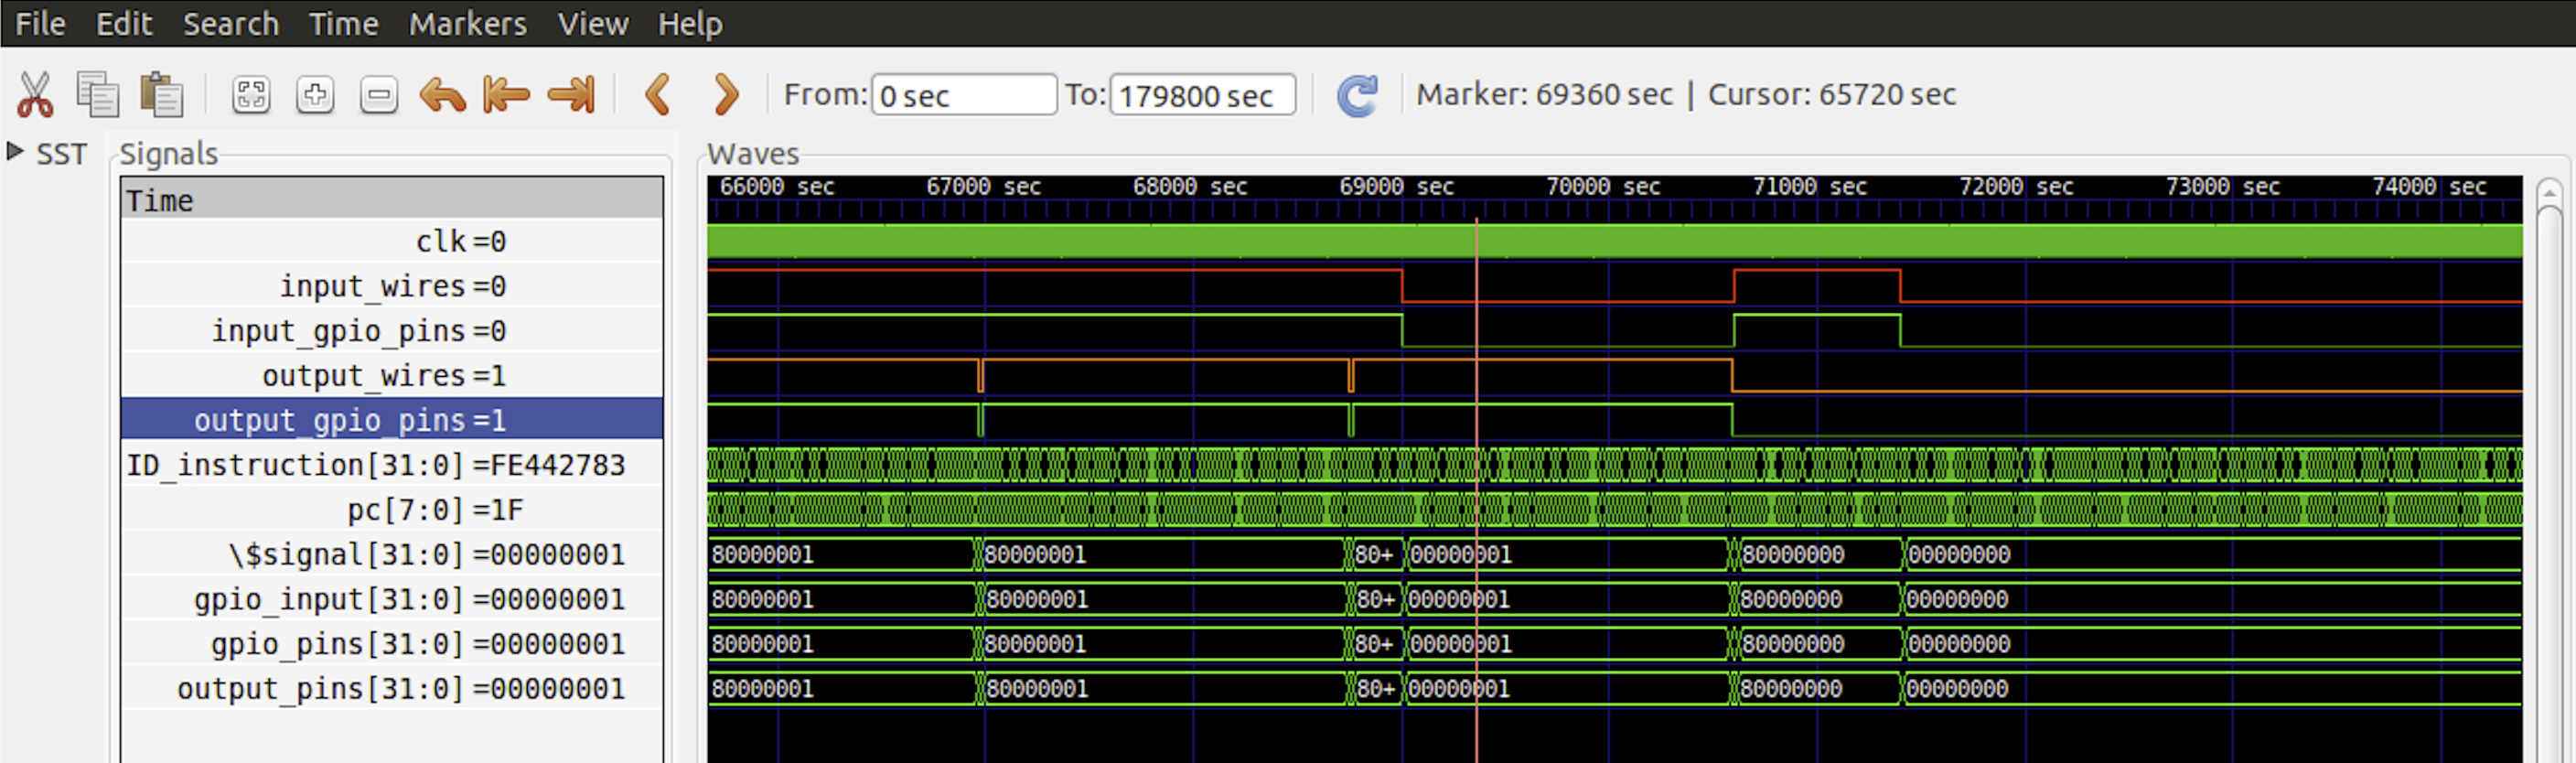 File Edit Search Time Markers View Help
From: 0 sec To: 179800 sec Marker: 69360 sec | Cursor: 65720 sec
SST Signals Waves
66000 sec 67000 sec 68000 sec 69000 sec 70000 sec 71000 sec 72000 sec 73000 sec 74000 sec
Time
clk =0
input_wires =0
input_gpio_pins =0
output_wires =1
output_gpio_pins =1
ID_instruction[31:0] =FE442783
pc[7:0] =1F
\$signal[31:0] =00000001 80000001 80000001 80+ 00000001 80000000 00000000
gpio_input[31:0] =00000001 80000001 80000001 80+ 00000001 80000000 00000000
gpio_pins[31:0] =00000001 80000001 80000001 80+ 00000001 80000000 00000000
output_pins[31:0] =00000001 80000001 80000001 80+ 00000001 80000000 00000000